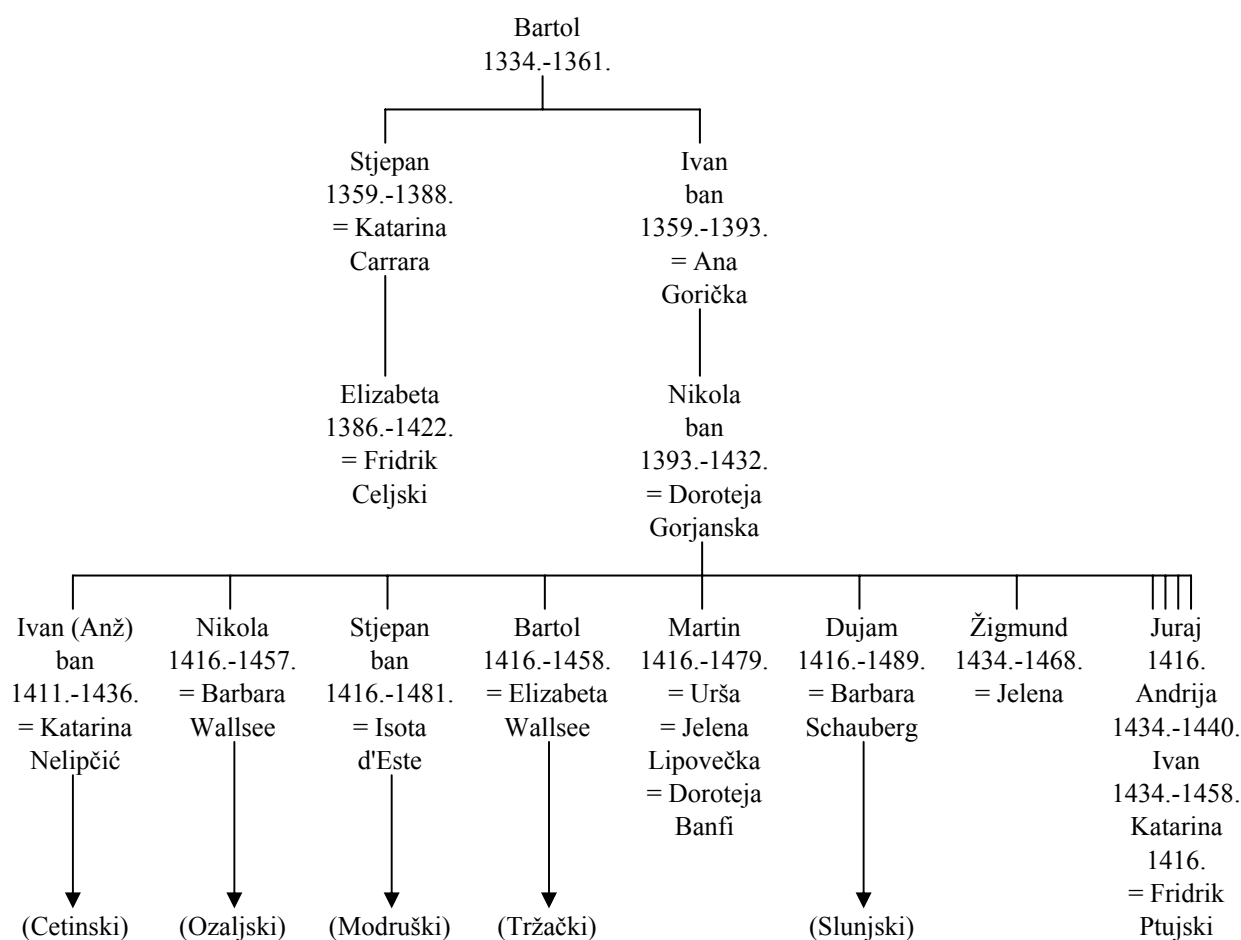 Bartol
1334.-1361.
Stjepan
1359.-1388.
= Katarina
Carrara
Ivan
ban
1359.-1393.
= Ana
Gorička
Elizabeta
1386.-1422.
= Fridrik
Celjski
Nikola
ban
1393.-1432.
= Doroteja
Gorjanska
Ivan (Anž)
ban
1411.-1436.
= Katarina
Nelipčić
Nikola
1416.-1457.
= Barbara
Wallsee
Stjepan
ban
1416.-1481.
= Isota
d'Este
Bartol
1416.-1458.
= Elizabeta
Wallsee
Martin
1416.-1479.
= Urša
= Jelena
Lipovečka
= Doroteja
Banfi
Dujam
1416.-1489.
= Barbara
Schauberg
Žigmund
1434.-1468.
= Jelena
Juraj
1416.
Andrija
1434.-1440.
Ivan
1434.-1458.
Katarina
1416.
= Fridrik
Ptujski
(Cetinski)
(Ozaljski)
(Modruški)
(Tržački)
(Slunjski)